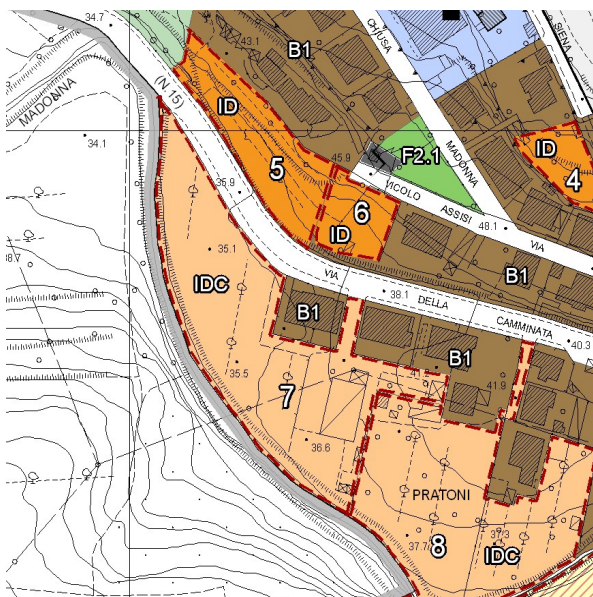 34.7
43.1
CHIUSA
SIENA
B1
(N.15)
ID
MADONNA
34.1
45.9
F2.1
MADONNA
ID
5
4
35.9
VICOLO ASSISI
6
48.1
VIA
ID
35.1
38.7
B1
IDC
VIA DELLA CAMMINATA
38.1
B1
40.3
B1
35.5
41.9
7
36.6
PRATONI
37.7
8
37.3
IDC